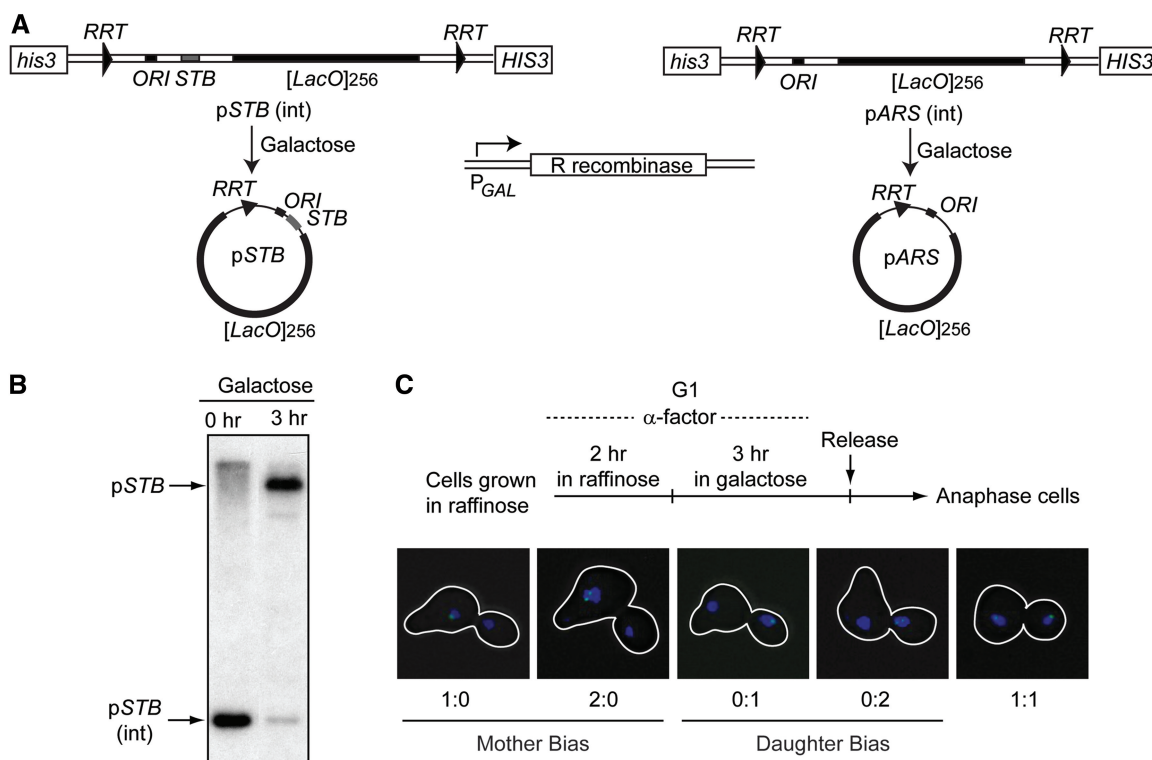 A
RRT
RRT
his3
HIS3
ORI STB
[LacO]256
pSTB (int)
Galactose
RRT
ORI
STB
pSTB
[LacO]256
PGAL
R recombinase
RRT
RRT
his3
HIS3
ORI
[LacO]256
pARS (int)
Galactose
RRT
ORI
pARS
[LacO]256
B
Galactose
0 hr
3 hr
pSTB
pSTB
(int)
C
G1
α-factor
Release
Cells grown
in raffinose
2 hr
in raffinose
3 hr
in galactose
Anaphase cells
1:0
2:0
0:1
0:2
1:1
Mother Bias
Daughter Bias